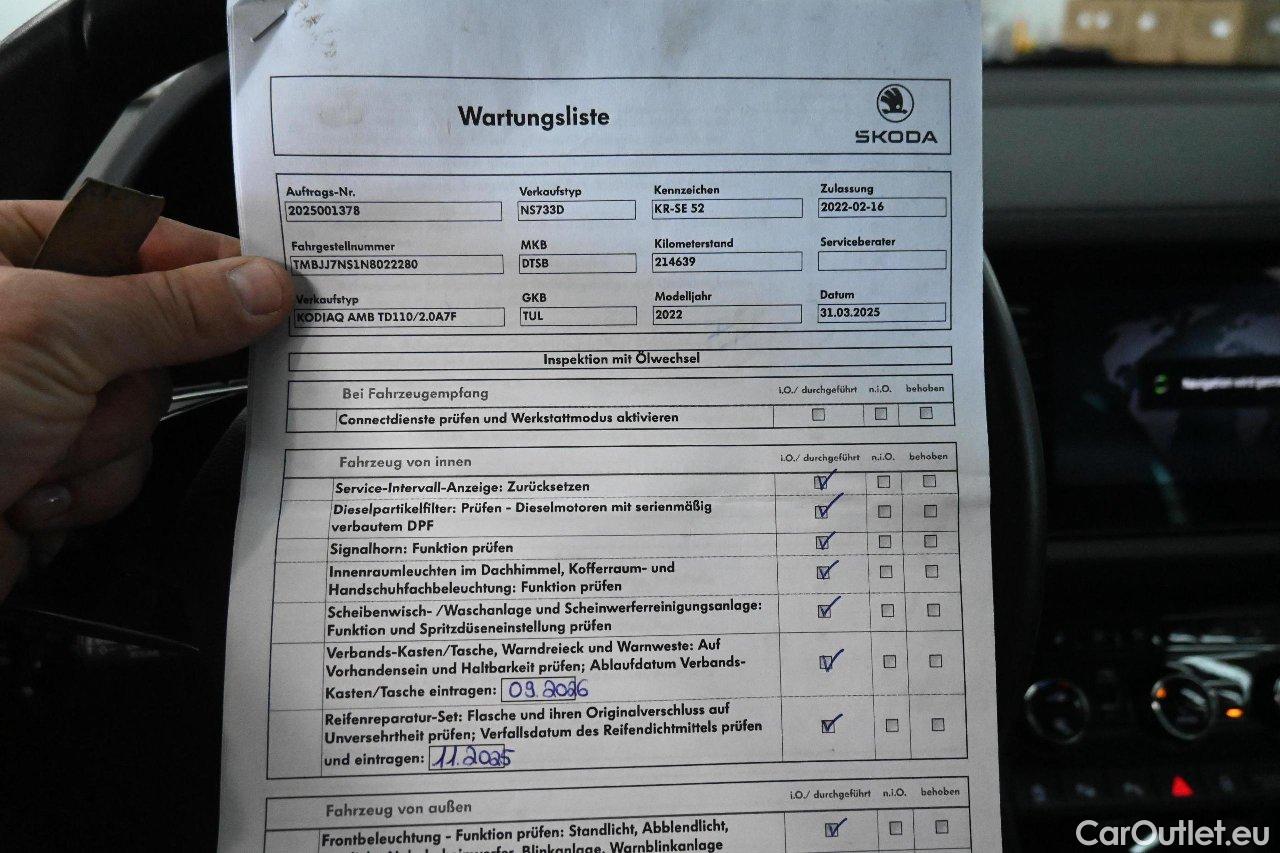 Wartungsliste
SKODA
Auftrags-Nr. Verkaufstyp Kennzeichen Zulassung
2025001378 NS733D KR-SE 52 2022-02-16
Fahrgestellnummer MKB Kilometerstand Serviceberater
TMBJJ7NS1N8022280 DTSB 214639
Verkaufstyp GKB Modelljahr Datum
KODIAQ AMB TD110/2.0A7F TUL 2022 31.03.2025
Inspektion mit Ölwechsel
Bei Fahrzeugempfang i.O./ durchgeführt n.i.O. behoben
Connectdienste prüfen und Werkstattmodus aktivieren
Fahrzeug von innen i.O./ durchgeführt n.i.O. behoben
Service-Intervall-Anzeige: Zurücksetzen
Dieselpartikelfilter: Prüfen - Dieselmotoren mit serienmäßig
verbautem DPF
Signalhorn: Funktion prüfen
Innenraumleuchten im Dachhimmel, Kofferraum- und
Handschuhfachbeleuchtung: Funktion prüfen
Scheibenwisch- /Waschanlage und Scheinwerferreinigungsanlage:
Funktion und Spritzdüseneinstellung prüfen
Verbands-Kasten/Tasche, Warndreieck und Warnweste: Auf
Vorhandensein und Haltbarkeit prüfen; Ablaufdatum Verbands-
Kasten/Tasche eintragen: 09.2026
Reifenreparatur-Set: Flasche und ihren Originalverschluss auf
Unversehrtheit prüfen; Verfallsdatum des Reifendichtmittels prüfen
und eintragen: 11.2025
Fahrzeug von außen i.O./ durchgeführt n.i.O. behoben
Frontbeleuchtung - Funktion prüfen: Standlicht, Abblendlicht,
Blinkanlage, Warnblinkanlage
Navigation wird
CarOutlet.eu